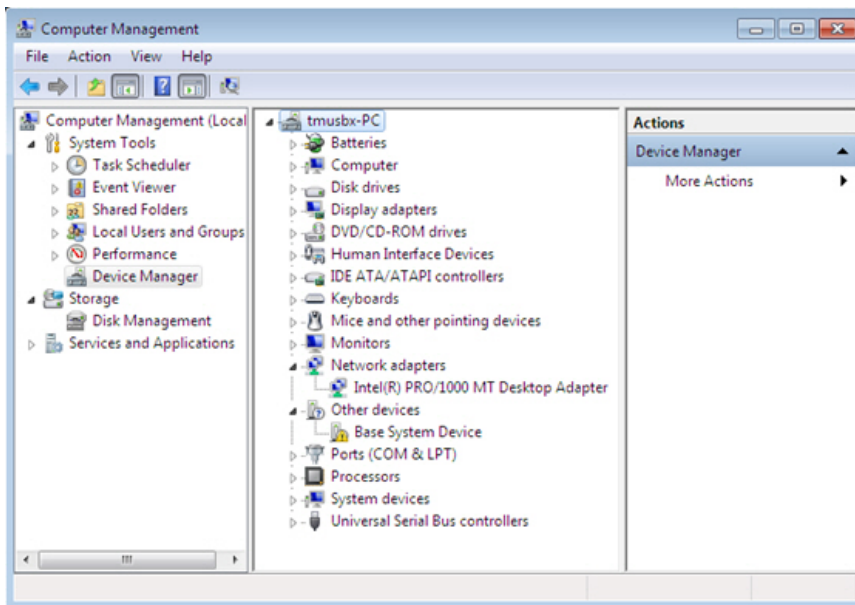 Computer Management
File Action View Help
Computer Management (Local
System Tools
Task Scheduler
Event Viewer
Shared Folders
Local Users and Groups
Performance
Device Manager
Storage
Disk Management
Services and Applications
tmusbx-PC
Batteries
Computer
Disk drives
Display adapters
DVD/CD-ROM drives
Human Interface Devices
IDE ATA/ATAPI controllers
Keyboards
Mice and other pointing devices
Monitors
Network adapters
Intel(R) PRO/1000 MT Desktop Adapter
Other devices
Base System Device
Ports (COM & LPT)
Processors
System devices
Universal Serial Bus controllers
Actions
Device Manager
More Actions